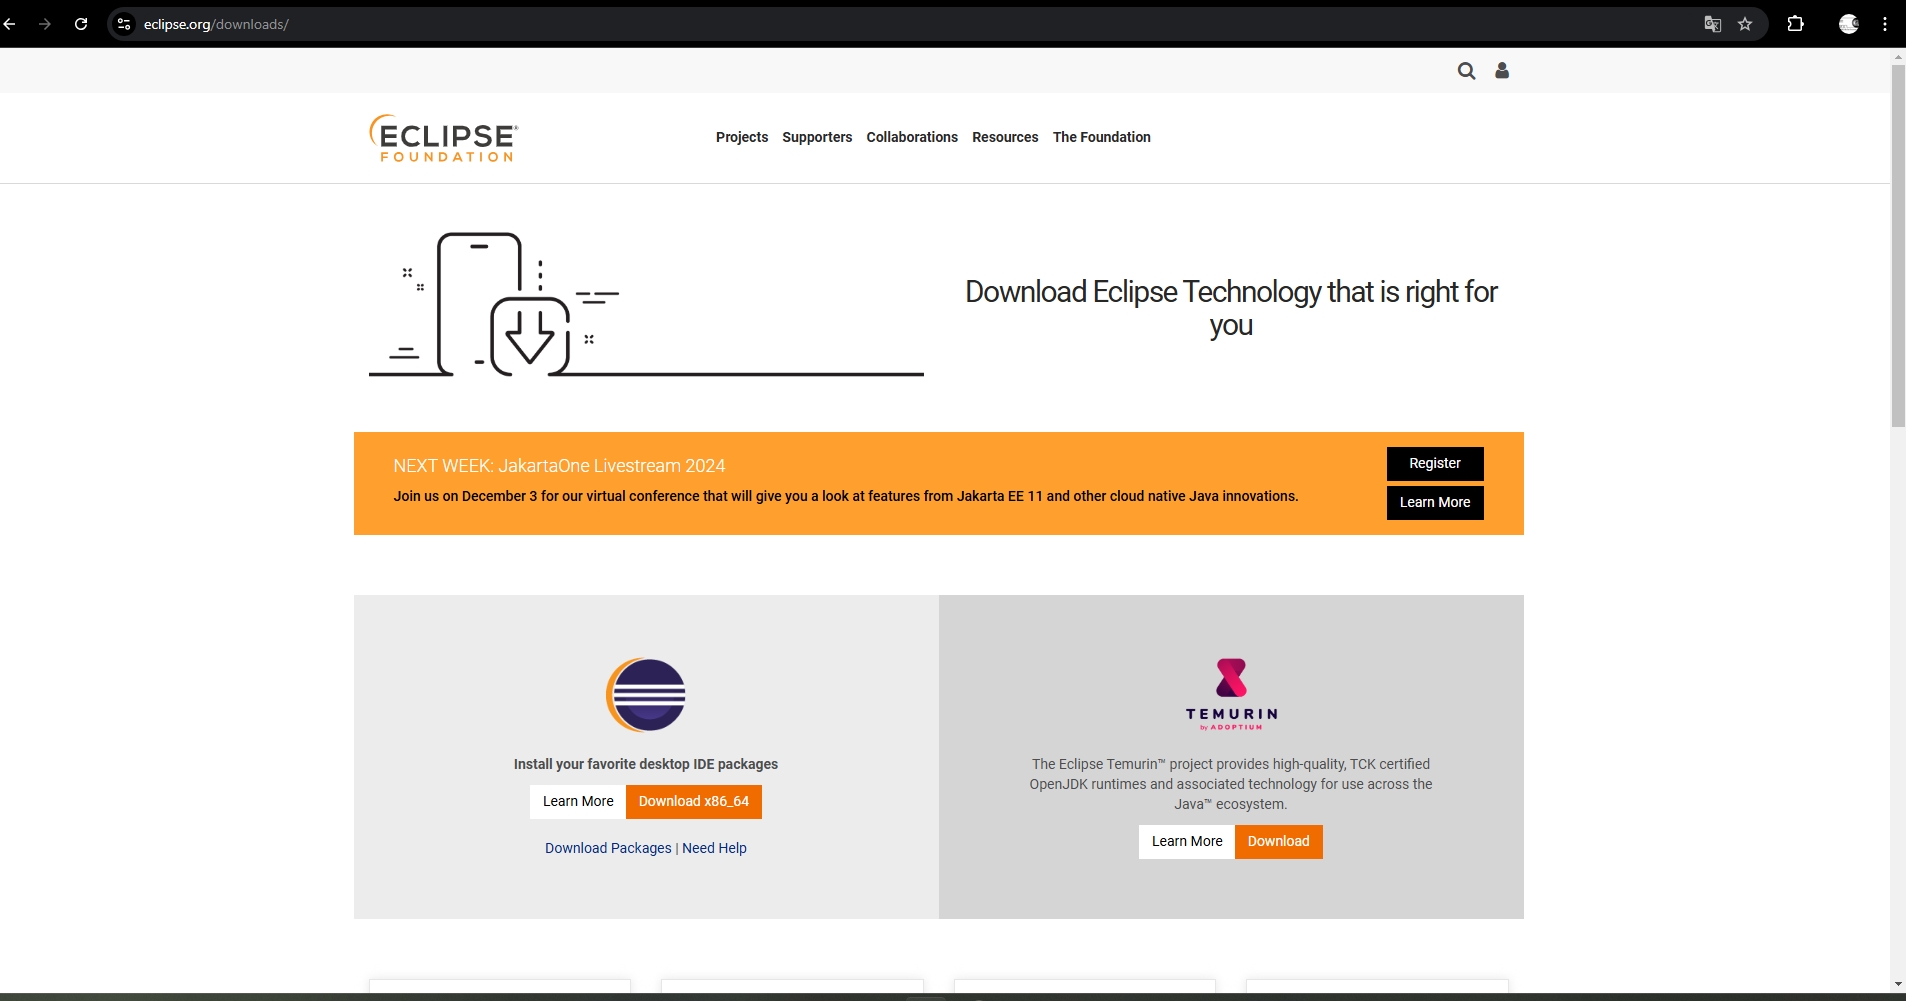 eclipse.org/downloads/
ECLIPSE®
FOUNDATION
Projects Supporters Collaborations Resources The Foundation
Download Eclipse Technology that is right for
you
NEXT WEEK: JakartaOne Livestream 2024
Join us on December 3 for our virtual conference that will give you a look at features from Jakarta EE 11 and other cloud native Java innovations.
Register
Learn More
Install your favorite desktop IDE packages
Learn More Download x86_64
Download Packages | Need Help
TEMURIN
by ADOPTIUM
The Eclipse Temurin™ project provides high-quality, TCK certified
OpenJDK runtimes and associated technology for use across the
Java™ ecosystem.
Learn More Download